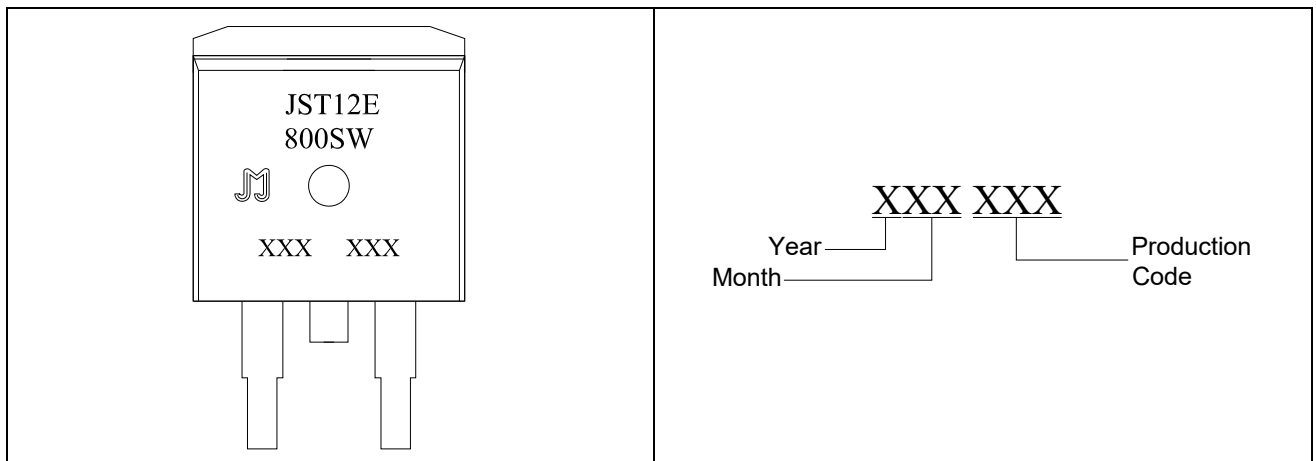 JST12E
800SW
XXX XXX
XXX XXX
Year
Month
Production
Code